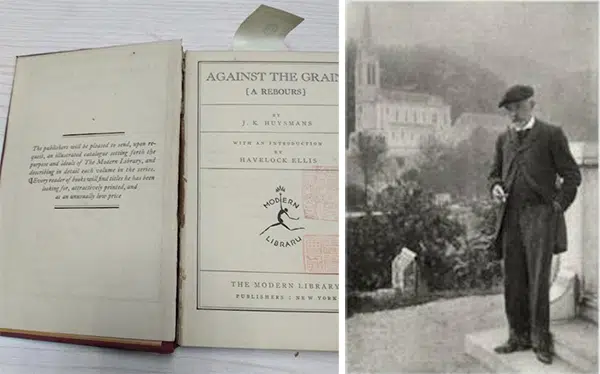 The publishers will be pleased to send, upon re-
quest, an illustrated catalogue setting forth the
purpose and ideals of The Modern Library, and
describing in detail each volume in the series.
Every reader of books will find titles he has been
looking for, attractively printed, and
at an unusually low price
AGAINST THE GRAIN
[A REBOURS]
BY
J. K. HUYSMANS
WITH AN INTRODUCTION
BY
HAVELOCK ELLIS
MODERN
LIBRARY
THE MODERN LIBRARY
PUBLISHERS : NEW YORK